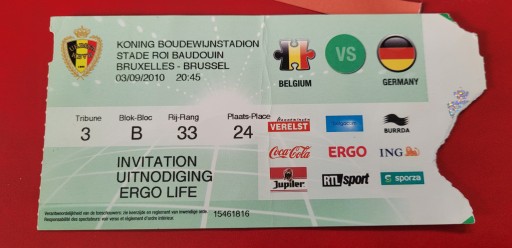 KONING BOUDEWIJNSTADION
STADE ROI BAUDOUIN
BRUXELLES - BRUSSEL
03/09/2010 20:45
VS
BELGIUM
GERMANY
Tribune Blok-Bloc Rij-Rang Plaats-Place
3 B 33 24
VERELST
BURRDA
Coca-Cola
ERGO
ING
Jupiler
RTL sport
sporza
INVITATION
UITNODIGING
ERGO LIFE
15461816